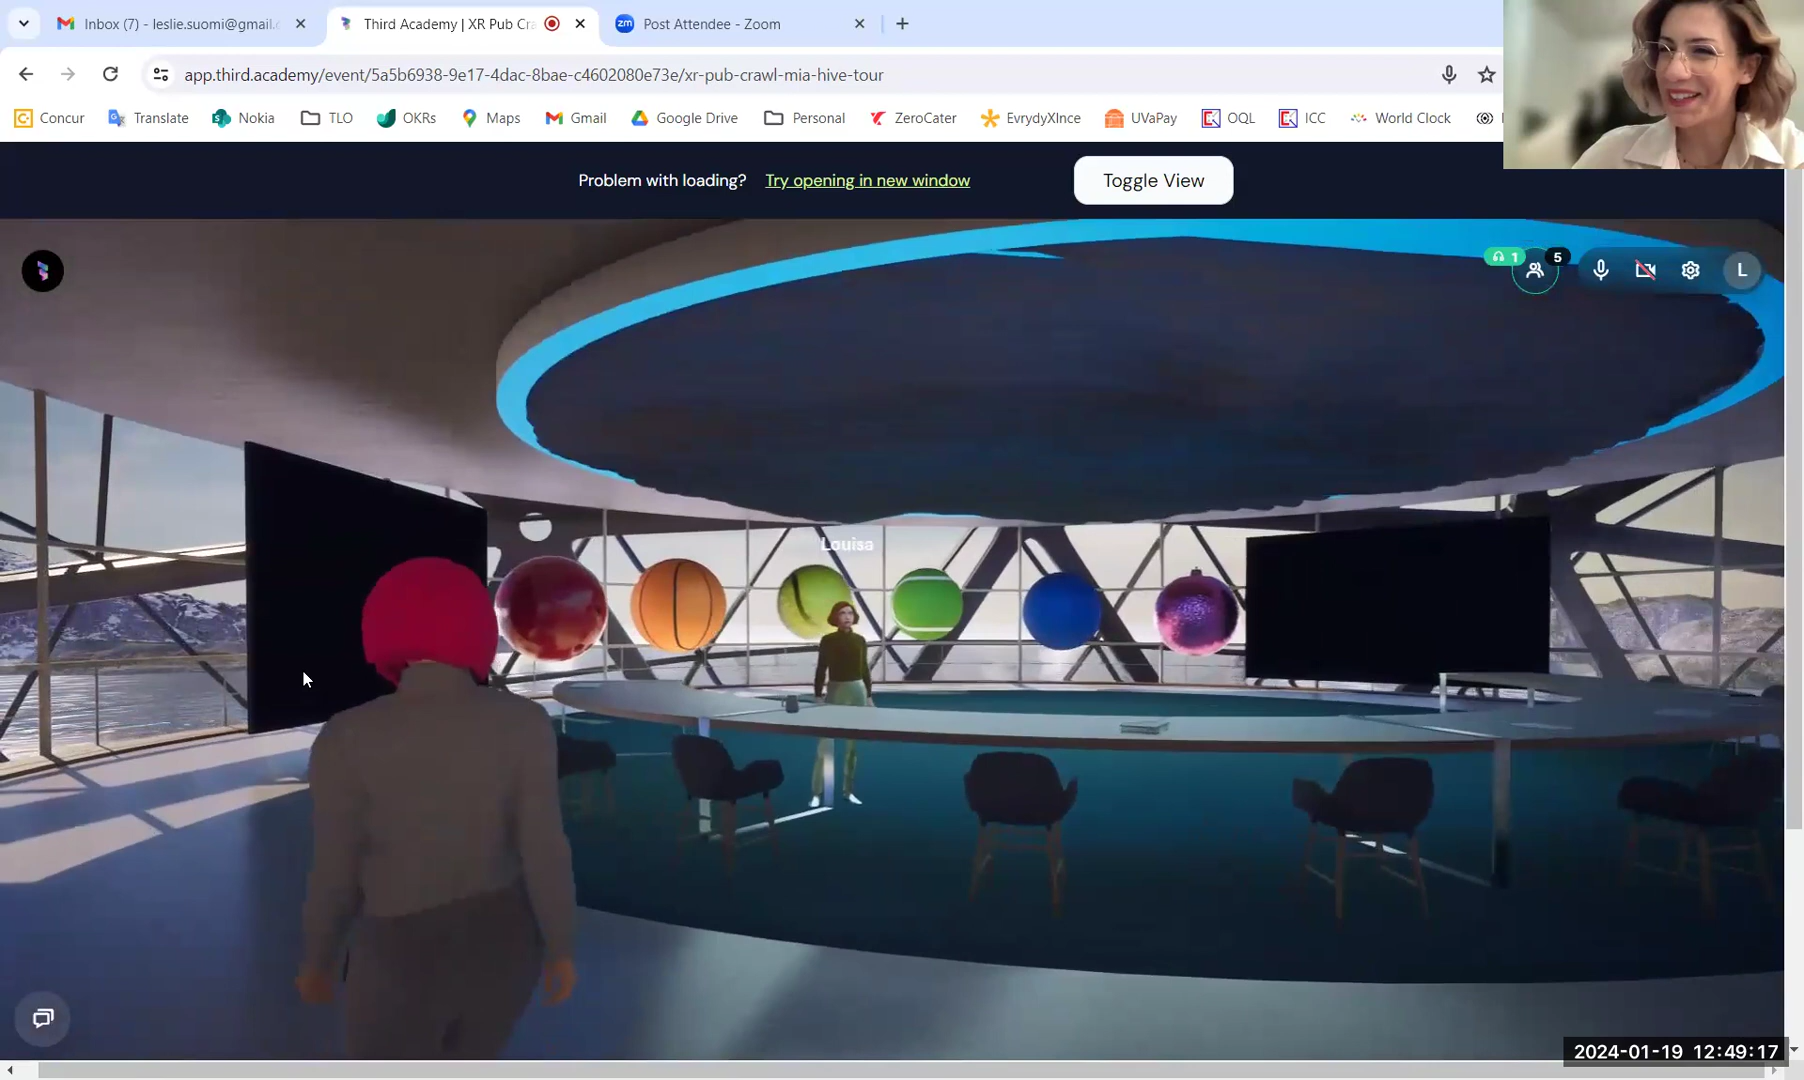 Inbox (7) - leslie.suomi@gmail.c
Third Academy | XR Pub Cra
zm Post Attendee - Zoom
app.third.academy/event/5a5b6938-9e17-4dac-8bae-c4602080e73e/xr-pub-crawl-mia-hive-tour
Concur Translate Nokia TLO OKRs Maps Gmail Google Drive Personal ZeroCater EvrydyXInce UVaPay OQL ICC World Clock
Problem with loading? Try opening in new window Toggle View
1 5 L
Louisa
2024-01-19 12:49:17